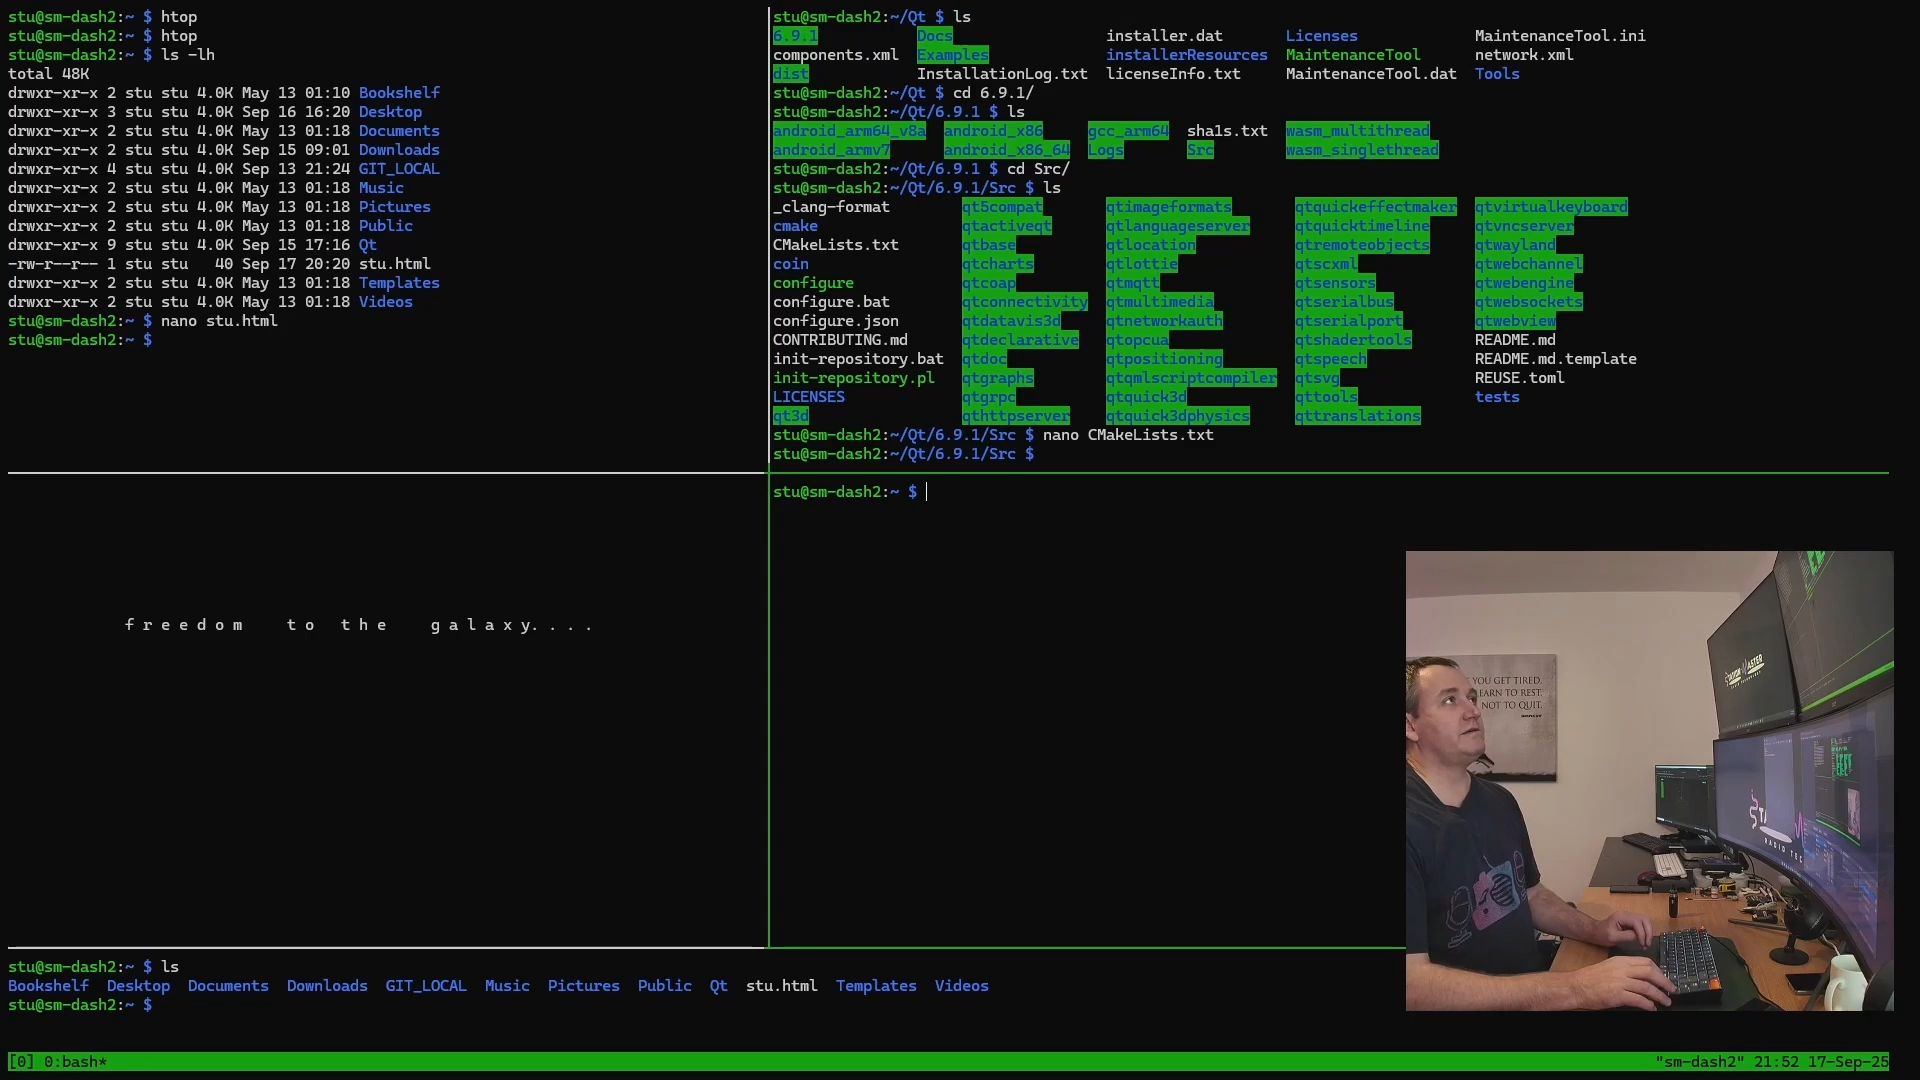 stu@sm-dash2:~ $ htop
stu@sm-dash2:~ $ htop
stu@sm-dash2:~ $ ls -lh
total 48K
drwxr-xr-x 2 stu stu 4.0K May 13 01:10 Bookshelf
drwxr-xr-x 3 stu stu 4.0K Sep 16 16:20 Desktop
drwxr-xr-x 2 stu stu 4.0K May 13 01:18 Documents
drwxr-xr-x 2 stu stu 4.0K Sep 15 09:01 Downloads
drwxr-xr-x 4 stu stu 4.0K Sep 13 21:24 GIT_LOCAL
drwxr-xr-x 2 stu stu 4.0K May 13 01:18 Music
drwxr-xr-x 2 stu stu 4.0K May 13 01:18 Pictures
drwxr-xr-x 2 stu stu 4.0K May 13 01:18 Public
drwxr-xr-x 9 stu stu 4.0K Sep 15 17:16 Qt
-rw-r--r-- 1 stu stu   40 Sep 17 20:20 stu.html
drwxr-xr-x 2 stu stu 4.0K May 13 01:18 Templates
drwxr-xr-x 2 stu stu 4.0K May 13 01:18 Videos
stu@sm-dash2:~ $ nano stu.html
stu@sm-dash2:~ $
stu@sm-dash2:~/Qt $ ls
6.9.1 Docs installer.dat Licenses MaintenanceTool.ini
components.xml Examples installerResources MaintenanceTool network.xml
dist InstallationLog.txt licenseInfo.txt MaintenanceTool.dat Tools
stu@sm-dash2:~/Qt $ cd 6.9.1/
stu@sm-dash2:~/Qt/6.9.1 $ ls
android_arm64_v8a android_x86 gcc_arm64 sha1s.txt wasm_multithread
android_armv7 android_x86_64 Logs Src wasm_singlethread
stu@sm-dash2:~/Qt/6.9.1 $ cd Src/
stu@sm-dash2:~/Qt/6.9.1/Src $ ls
_clang-format qt5compat qtimageformats qtquickeffectmaker qtvirtualkeyboard
cmake qtactiveqt qtlanguageserver qtquicktimeline qtvncserver
CMakeLists.txt qtbase qtlocation qtremoteobjects qtwayland
coin qtcharts qtlottie qtscxml qtwebchannel
configure qtcoap qtmqtt qtsensors qtwebengine
configure.bat qtconnectivity qtmultimedia qtserialbus qtwebsockets
configure.json qtdatavis3d qtnetworkauth qtserialport qtwebview
CONTRIBUTING.md qtdeclarative qtopcua qtshadertools README.md
init-repository.bat qtdoc qtpositioning qtspeech README.md.template
init-repository.pl qtgraphs qtqmlscriptcompiler qtsvg REUSE.toml
LICENSES qtgrpc qtquick3d qttools tests
qt3d qthttpserver qtquick3dphysics qttranslations
stu@sm-dash2:~/Qt/6.9.1/Src $ nano CMakeLists.txt
stu@sm-dash2:~/Qt/6.9.1/Src $
f r e e d o m   t o   t h e   g a l a x y . . . .
stu@sm-dash2:~ $
YOU GET TIRED,
EARN TO REST,
NOT TO QUIT.
RADIO TEC
stu@sm-dash2:~ $ ls
Bookshelf Desktop Documents Downloads GIT_LOCAL Music Pictures Public Qt stu.html Templates Videos
stu@sm-dash2:~ $
[0] 0:bash* "sm-dash2" 21:52 17-Sep-25